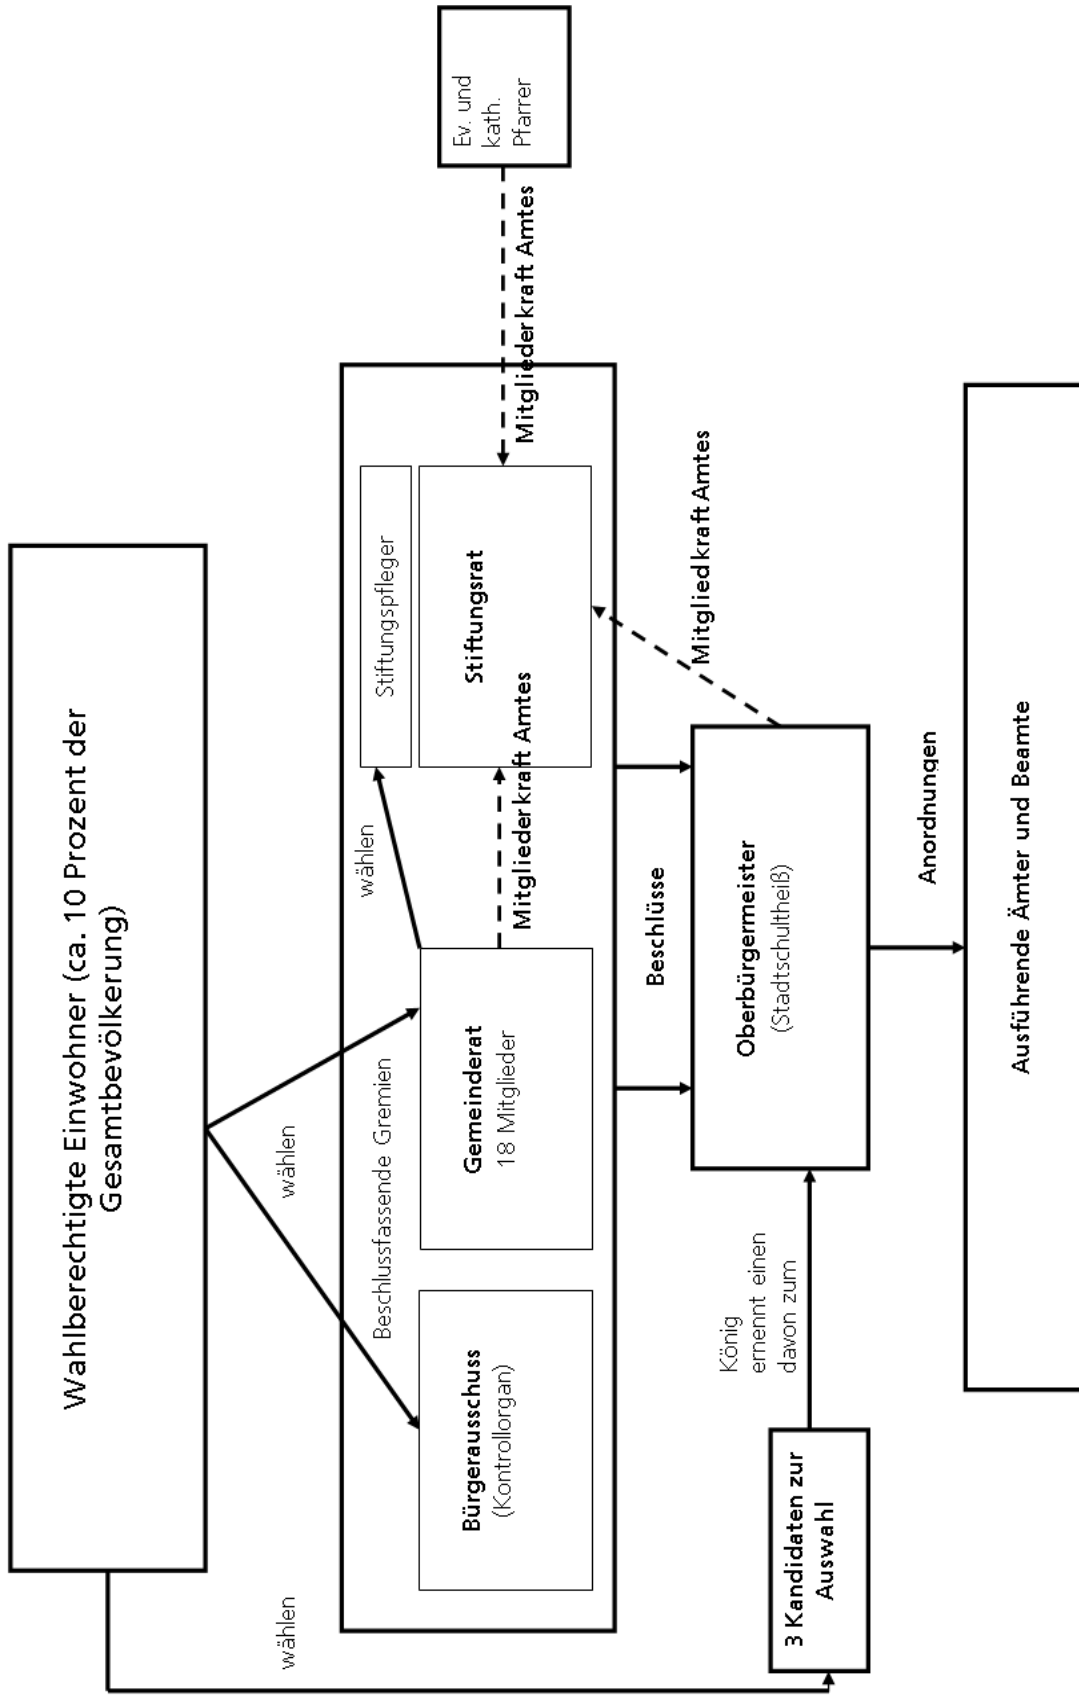 Wahlberechtigte Einwohner (ca. 10 Prozent der
Gesamtbevölkerung)
wählen
wählen
Beschlussfassende Gremien
wählen
Stiftungspfleger
Bürgerausschuss
(Kontrollorgan)
Gemeinderat
18 Mitglieder
Mitglieder kraft Amtes
Stiftungsrat
Mitglieder kraft Amtes
Ev. und
kath.
Pfarrer
Beschlüsse
Mitglied kraft Amtes
König
ernennt einen
davon zum
Oberbürgermeister
(Stadtschultheiß)
3 Kandidaten zur
Auswahl
Anordnungen
Ausführende Ämter und Beamte